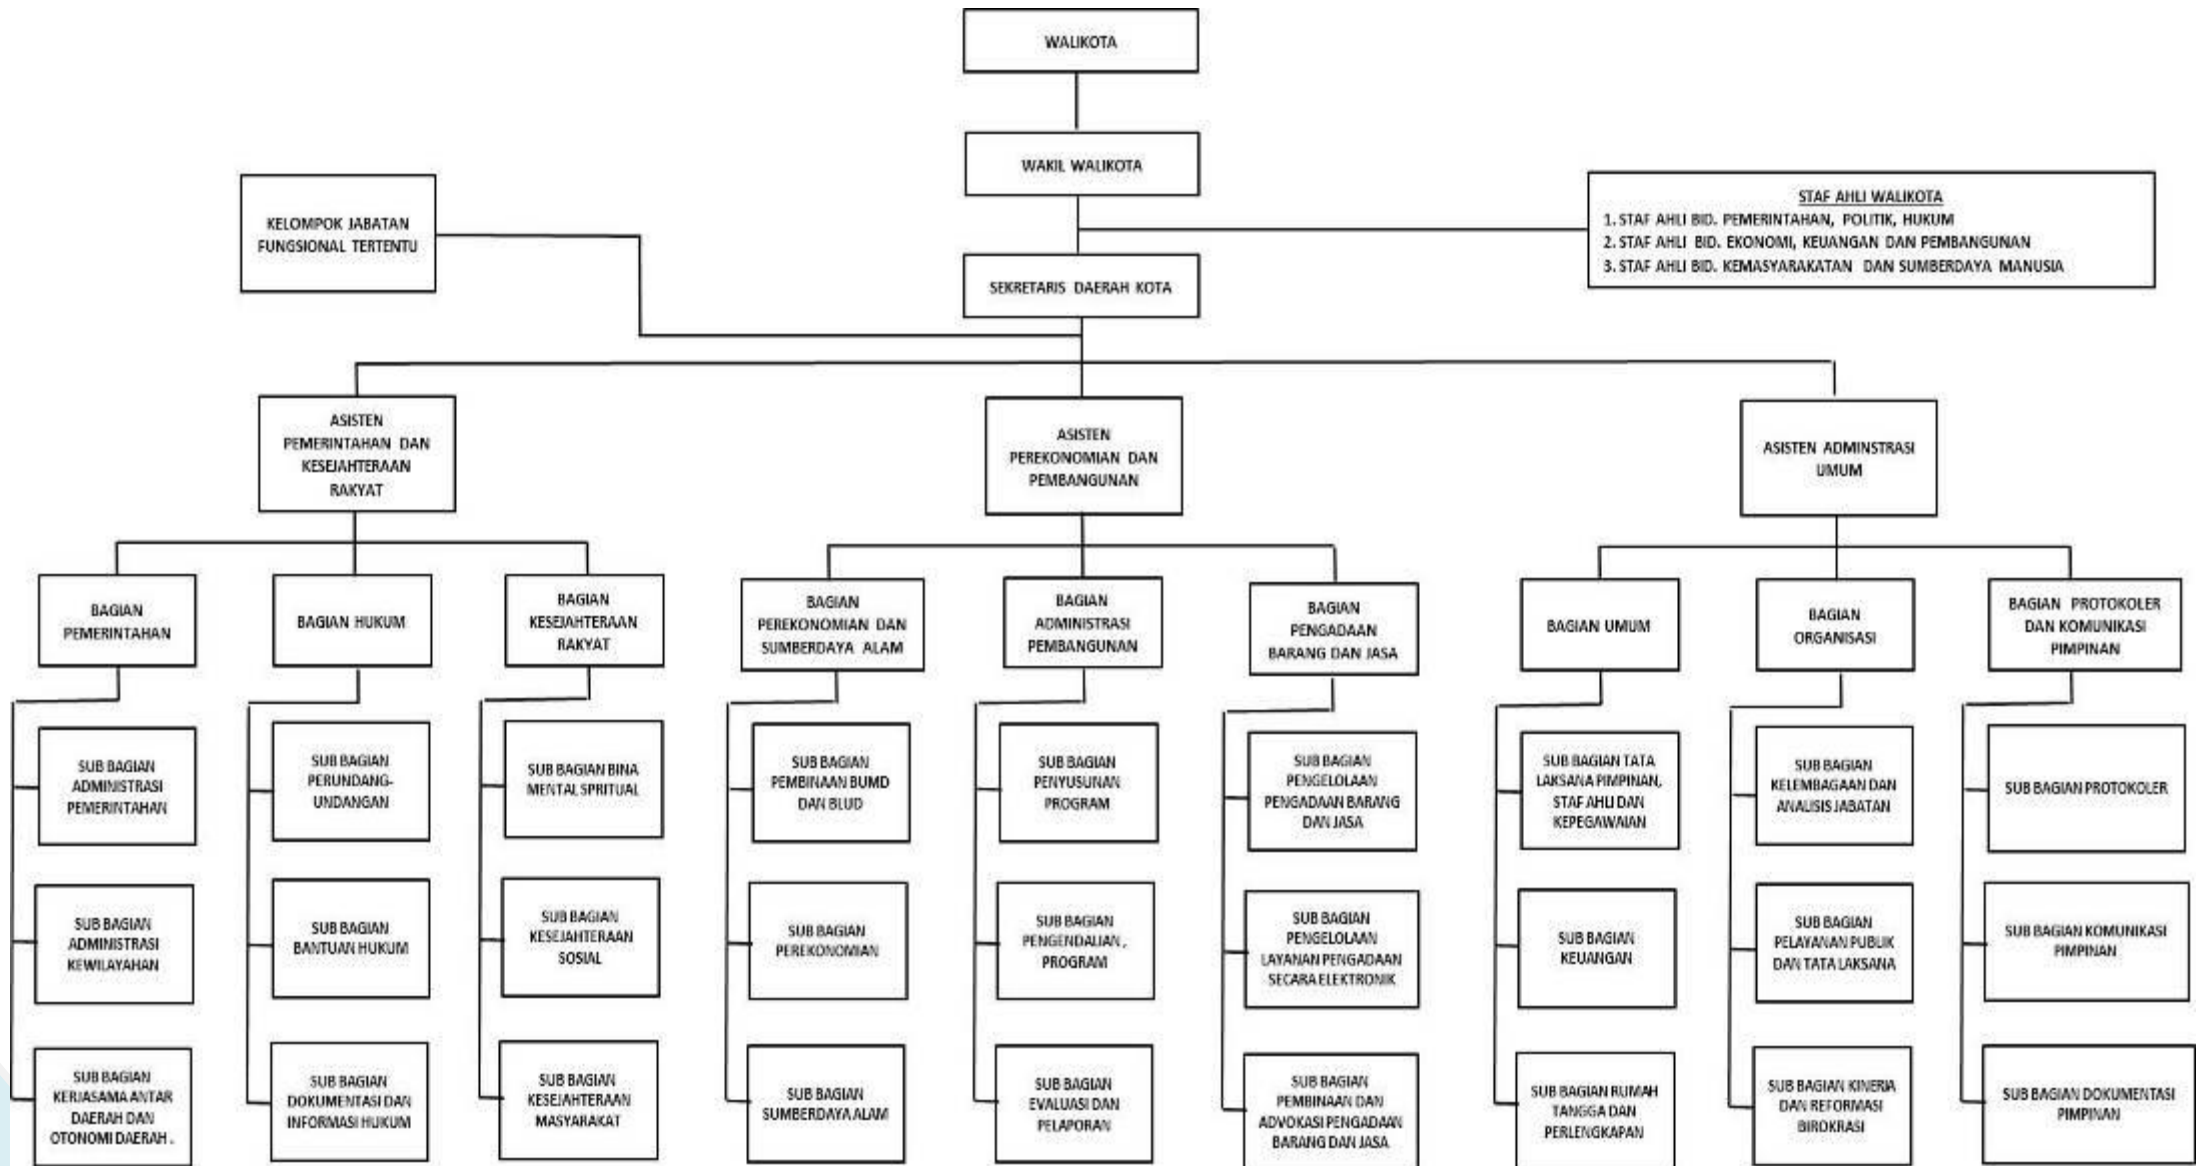 WALIKOTA
WAKIL WALIKOTA
KELOMPOK JABATAN
FUNGSIONAL TERTENTU
STAF AHLI WALIKOTA
1. STAF AHLI BID. PEMERINTAHAN, POLITIK, HUKUM
2. STAF AHLI BID. EKONOMI, KEUANGAN DAN PEMBANGUNAN
3. STAF AHLI BID. KEMASYARAKATAN DAN SUMBERDAYA MANUSIA
SEKRETARIS DAERAH KOTA
ASISTEN
PEMERINTAHAN DAN
KESEJAHTERAAN
RAKYAT
ASISTEN
PEREKONOMIAN DAN
PEMBANGUNAN
ASISTEN ADMINSTRASI
UMUM
BAGIAN
PEMERINTAHAN
BAGIAN HUKUM
BAGIAN
KESEJAHTERAAN
RAKYAT
BAGIAN
PEREKONOMIAN DAN
SUMBERDAYA ALAM
BAGIAN
ADMINISTRASI
PEMBANGUNAN
BAGIAN
PENGADAAN
BARANG DAN JASA
BAGIAN UMUM
BAGIAN
ORGANISASI
BAGIAN PROTOKOLER
DAN KOMUNIKASI
PIMPINAN
SUB BAGIAN
ADMINISTRASI
PEMERINTAHAN
SUB BAGIAN
PERUNDANG-
UNDANGAN
SUB BAGIAN BINA
MENTAL SPRITUAL
SUB BAGIAN
PEMBINAAN BUMD
DAN BLUD
SUB BAGIAN
PENYUSUNAN
PROGRAM
SUB BAGIAN
PENGELOLAAN
PENGADAAN BARANG
DAN JASA
SUB BAGIAN TATA
LAKSANA PIMPINAN,
STAF AHLI DAN
KEPEGAWAIAN
SUB BAGIAN
KELEMBAGAAN DAN
ANALISIS JABATAN
SUB BAGIAN PROTOKOLER
SUB BAGIAN
ADMINISTRASI
KEWILAYAHAN
SUB BAGIAN
BANTUAN HUKUM
SUB BAGIAN
KESEJAHTERAAN
SOSIAL
SUB BAGIAN
PEREKONOMIAN
SUB BAGIAN
PENGENDALIAN ,
PROGRAM
SUB BAGIAN
PENGELOLAAN
LAYANAN PENGADAAN
SECARA ELEKTRONIK
SUB BAGIAN
KEUANGAN
SUB BAGIAN
PELAYANAN PUBLIK
DAN TATA LAKSANA
SUB BAGIAN KOMUNIKASI
PIMPINAN
SUB BAGIAN
KERJASAMA ANTAR
DAERAH DAN
OTONOMI DAERAH .
SUB BAGIAN
DOKUMENTASI DAN
INFORMASI HUKUM
SUB BAGIAN
KESEJAHTERAAN
MASYARAKAT
SUB BAGIAN
SUMBERDAYA ALAM
SUB BAGIAN
EVALUASI DAN
PELAPORAN
SUB BAGIAN
PEMBINAAN DAN
ADVOKASI PENGADAAN
BARANG DAN JASA
SUB BAGIAN RUMAH
TANGGA DAN
PERLENGKAPAN
SUB BAGIAN KINERJA
DAN REFORMASI
BIROKRASI
SUB BAGIAN DOKUMENTASI
PIMPINAN